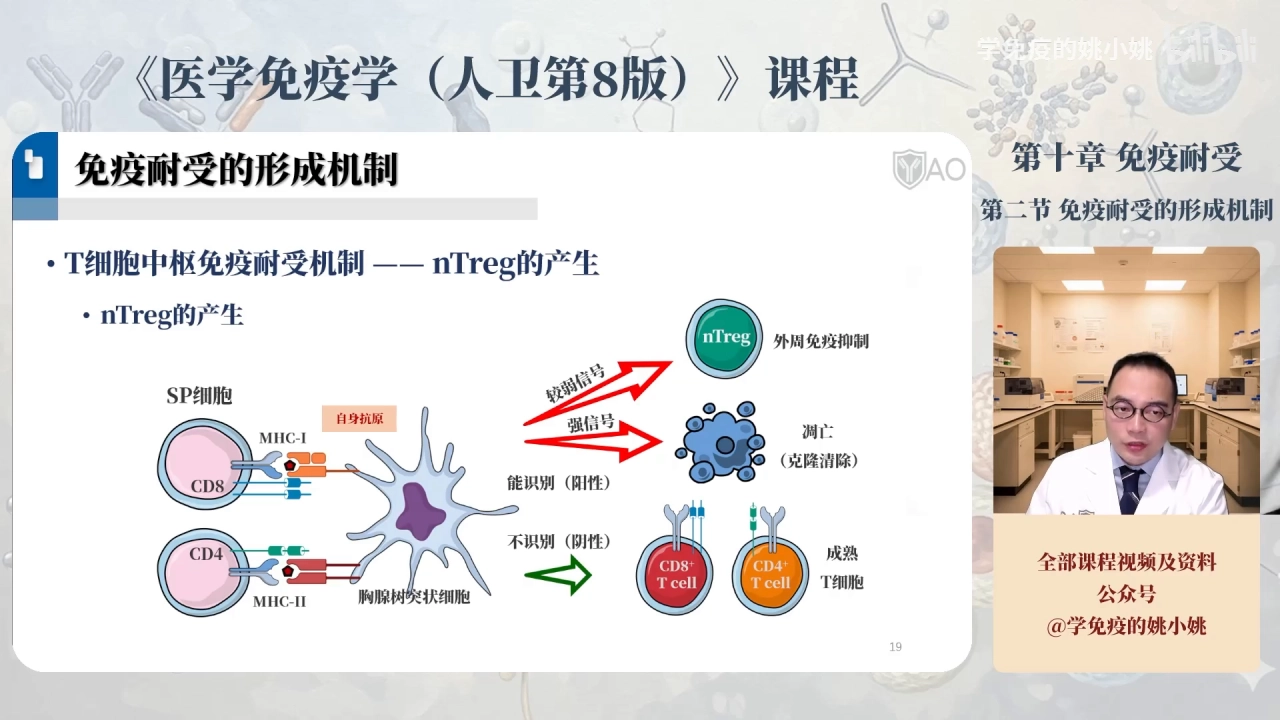 学免疫的姚小姚 bilibili
《医学免疫学（人卫第8版）》课程
免疫耐受的形成机制
YAO
第十章 免疫耐受
第二节 免疫耐受的形成机制
• T细胞中枢免疫耐受机制 —— nTreg的产生
• nTreg的产生
SP细胞
自身抗原
MHC-I
CD8
CD4
MHC-II
胸腺树突状细胞
较弱信号
强信号
能识别（阳性）
不识别（阴性）
nTreg
外周免疫抑制
凋亡
（克隆清除）
CD8⁺
T cell
CD4⁺
T cell
成熟
T细胞
19
全部课程视频及资料
公众号
@学免疫的姚小姚